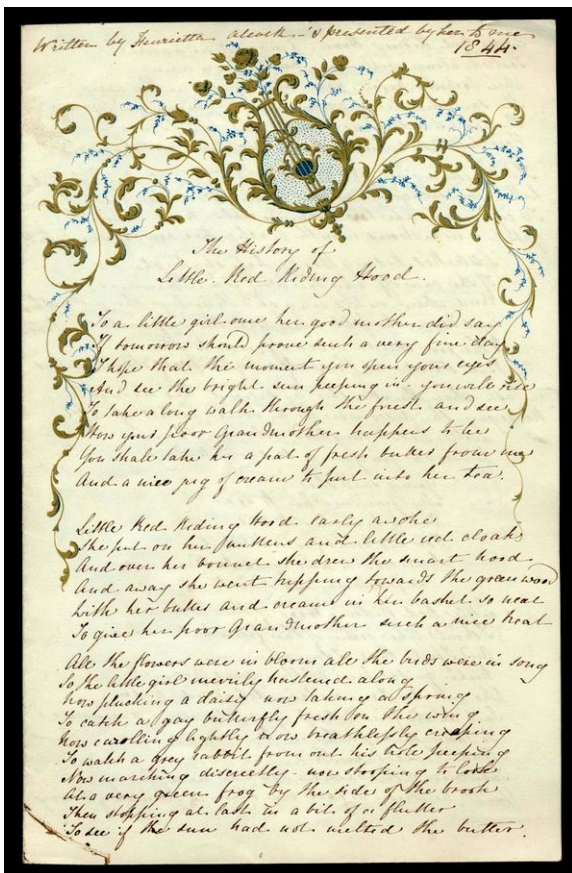 Written by Henrietta Alcock - & presented by her to me
1844.
The History of
Little Red Riding Hood.
To a little girl once her good mother did say
If tomorrow should prove such a very fine day
I hope that the moment you open your eyes
And see the bright sun peeping in - you will rise
To take a long walk through the forest and see
How your poor Grandmother happens to be
You shall take her a pat of fresh butter from me
And a nice pig of cream to put into her tea.
Little Red Riding Hood early awoke
She put on her pattens and little red cloak
And over her bonnet she drew the smart hood
And away she went tripping towards the green wood
With her butter and cream in her basket so neat
To give her poor Grandmother such a nice treat
All the flowers were in bloom all the birds were in song
So the little girl merrily hastened along
Now plucking a daisy now taking a spring
To catch a gay butterfly fresh on the wing
Now carolling lightly now breathlessly creeping
To watch a grey rabbit from out his hole peeping
Now marching discreetly - now stooping to look
At a very green frog by the side of the brook
Then stopping at last in a bit of a flutter
To see if the sun had not melted the butter.